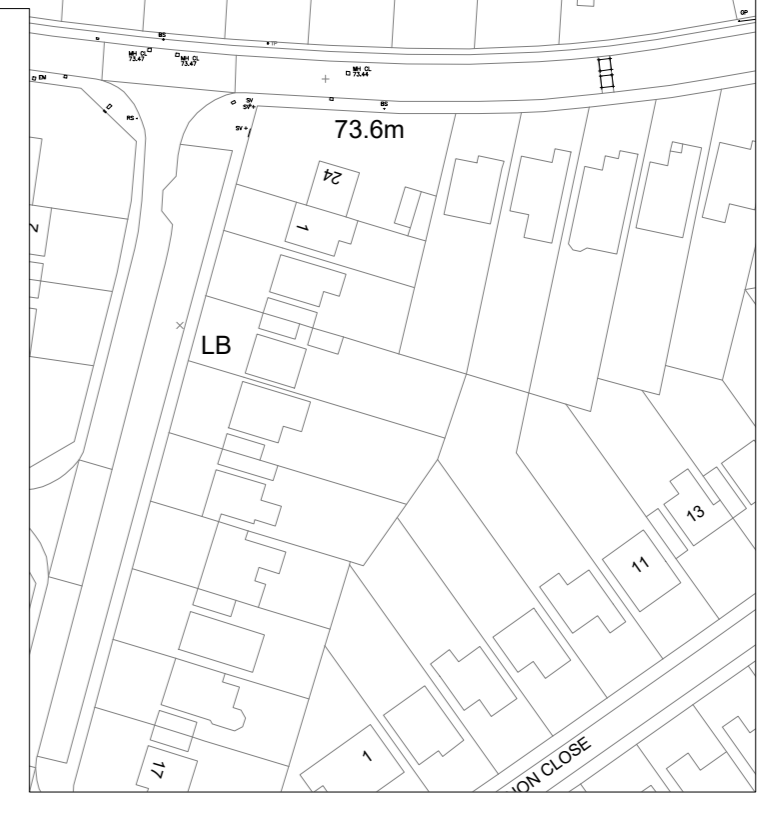 GP
BS
TP
MH CL
73.47
MH CL
73.47
MH CL
73.44
EM
RS
SV
SV
SV
BS
73.6m
24
1
LB
13
11
1
17
ION CLOSE